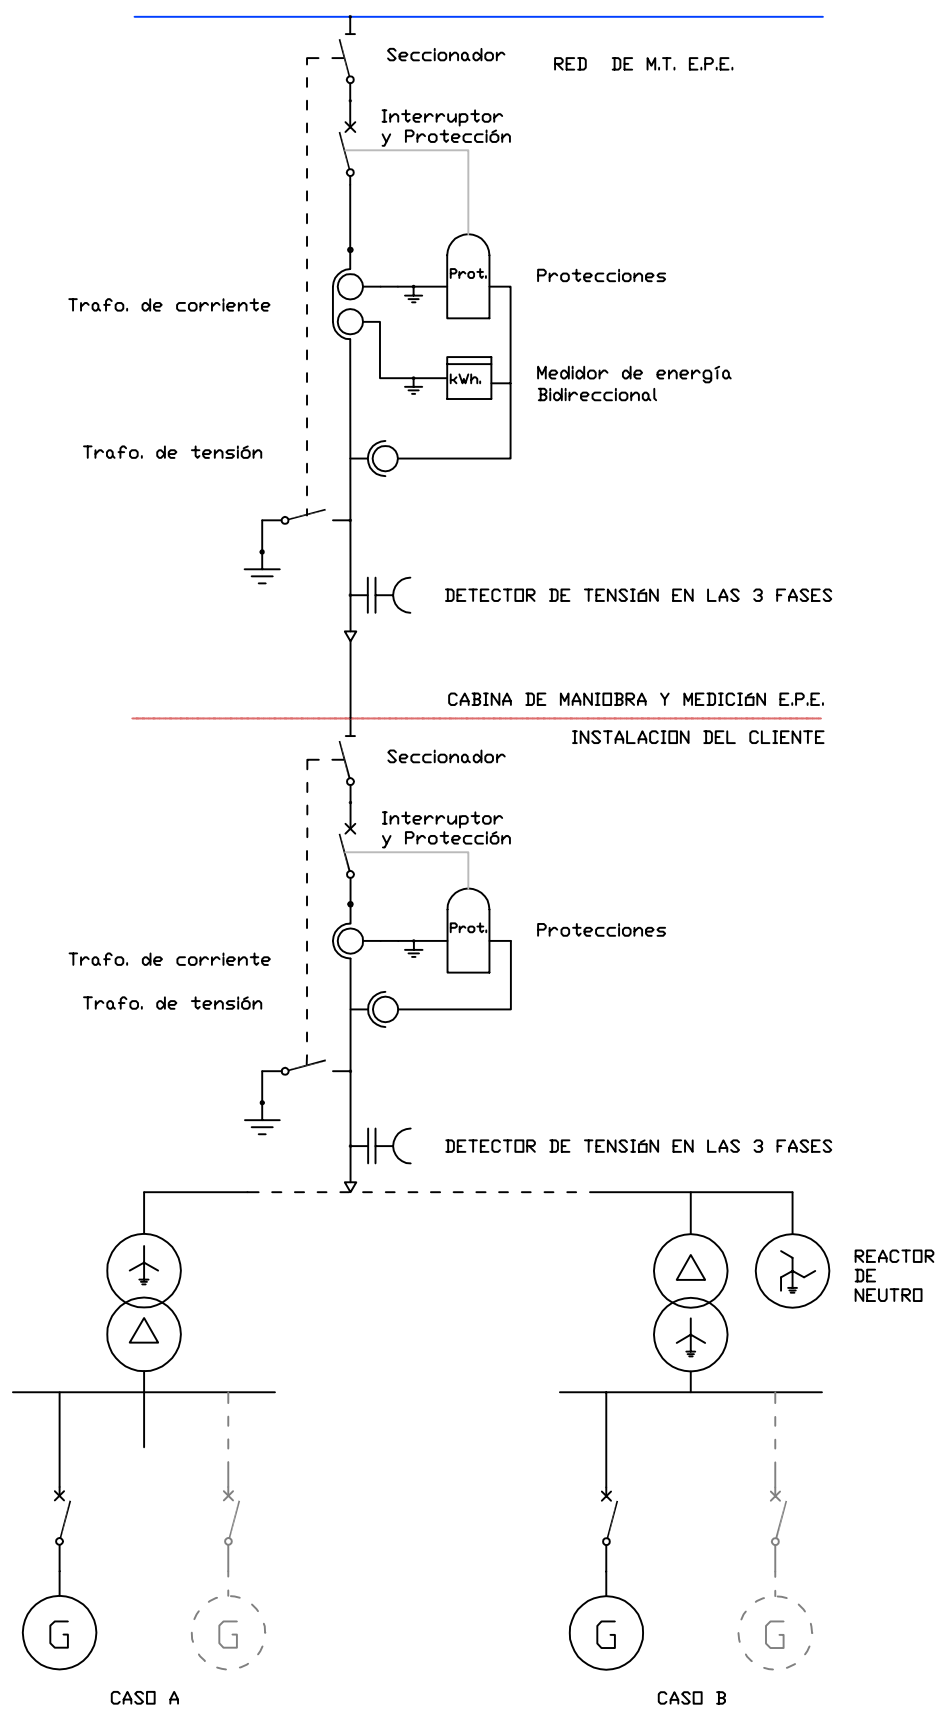 Seccionador
RED DE M.T. E.P.E.
Interruptor
y Protección
Prot.
Protecciones
Trafo. de corriente
kWh.
Medidor de energía
Bidireccional
Trafo. de tensión
DETECTOR DE TENSIóN EN LAS 3 FASES
CABINA DE MANIOBRA Y MEDICIóN E.P.E.
INSTALACION DEL CLIENTE
Seccionador
Interruptor
y Protección
Prot.
Protecciones
Trafo. de corriente
Trafo. de tensión
DETECTOR DE TENSIóN EN LAS 3 FASES
REACTOR
DE
NEUTRO
G
G
G
G
CASO A
CASO B